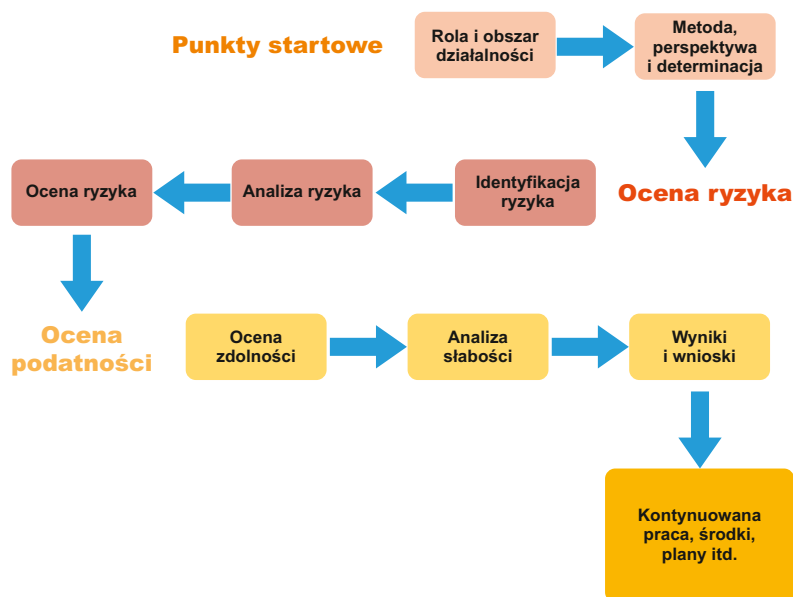 Punkty startowe
Rola i obszar
działalności
Metoda,
perspektywa
i determinacja
Ocena ryzyka
Identyfikacja
ryzyka
Analiza ryzyka
Ocena ryzyka
Ocena
podatności
Ocena
zdolności
Analiza
słabości
Wyniki
i wnioski
Kontynuowana
praca, środki,
plany itd.